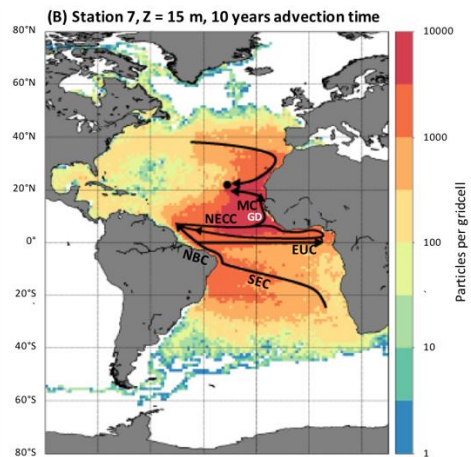 (B) Station 7, Z = 15 m, 10 years advection time
80°N
60°N
40°N
20°N
0°
20°S
40°S
60°S
80°S
MC
GD
NECC
EUC
NBC
SEC
10000
1000
100
10
1
Particles per gridcell